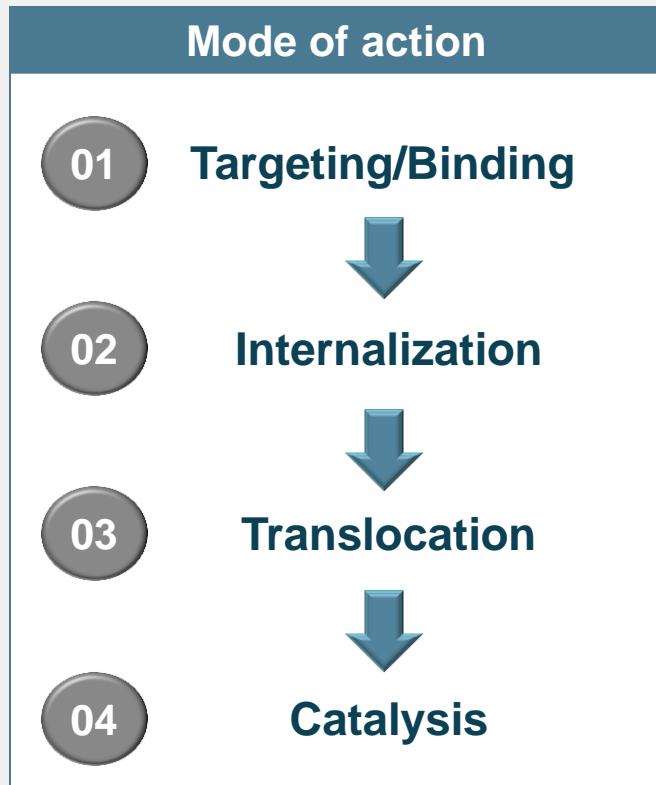 Mode of action
01 Targeting/Binding
02 Internalization
03 Translocation
04 Catalysis